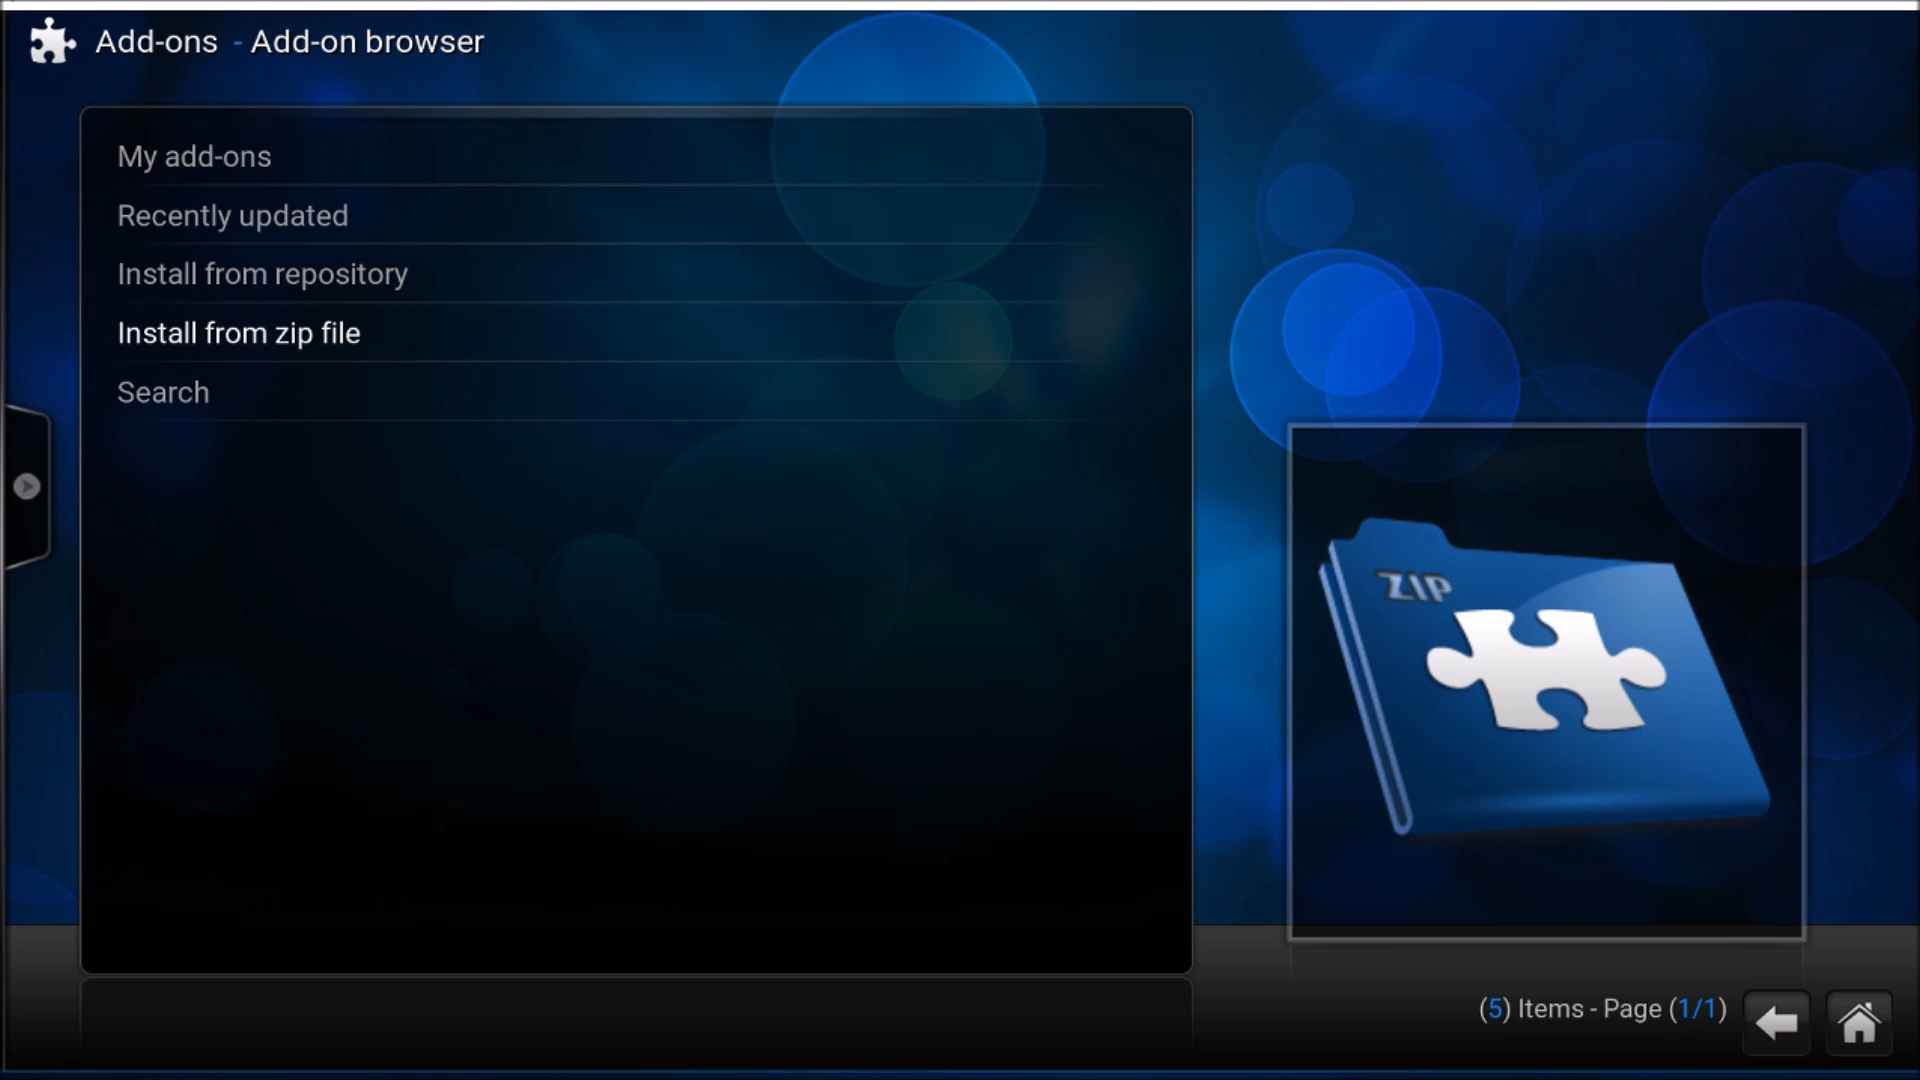 Add-ons - Add-on browser
My add-ons
Recently updated
Install from repository
Install from zip file
Search
ZIP
(5) Items - Page (1/1)